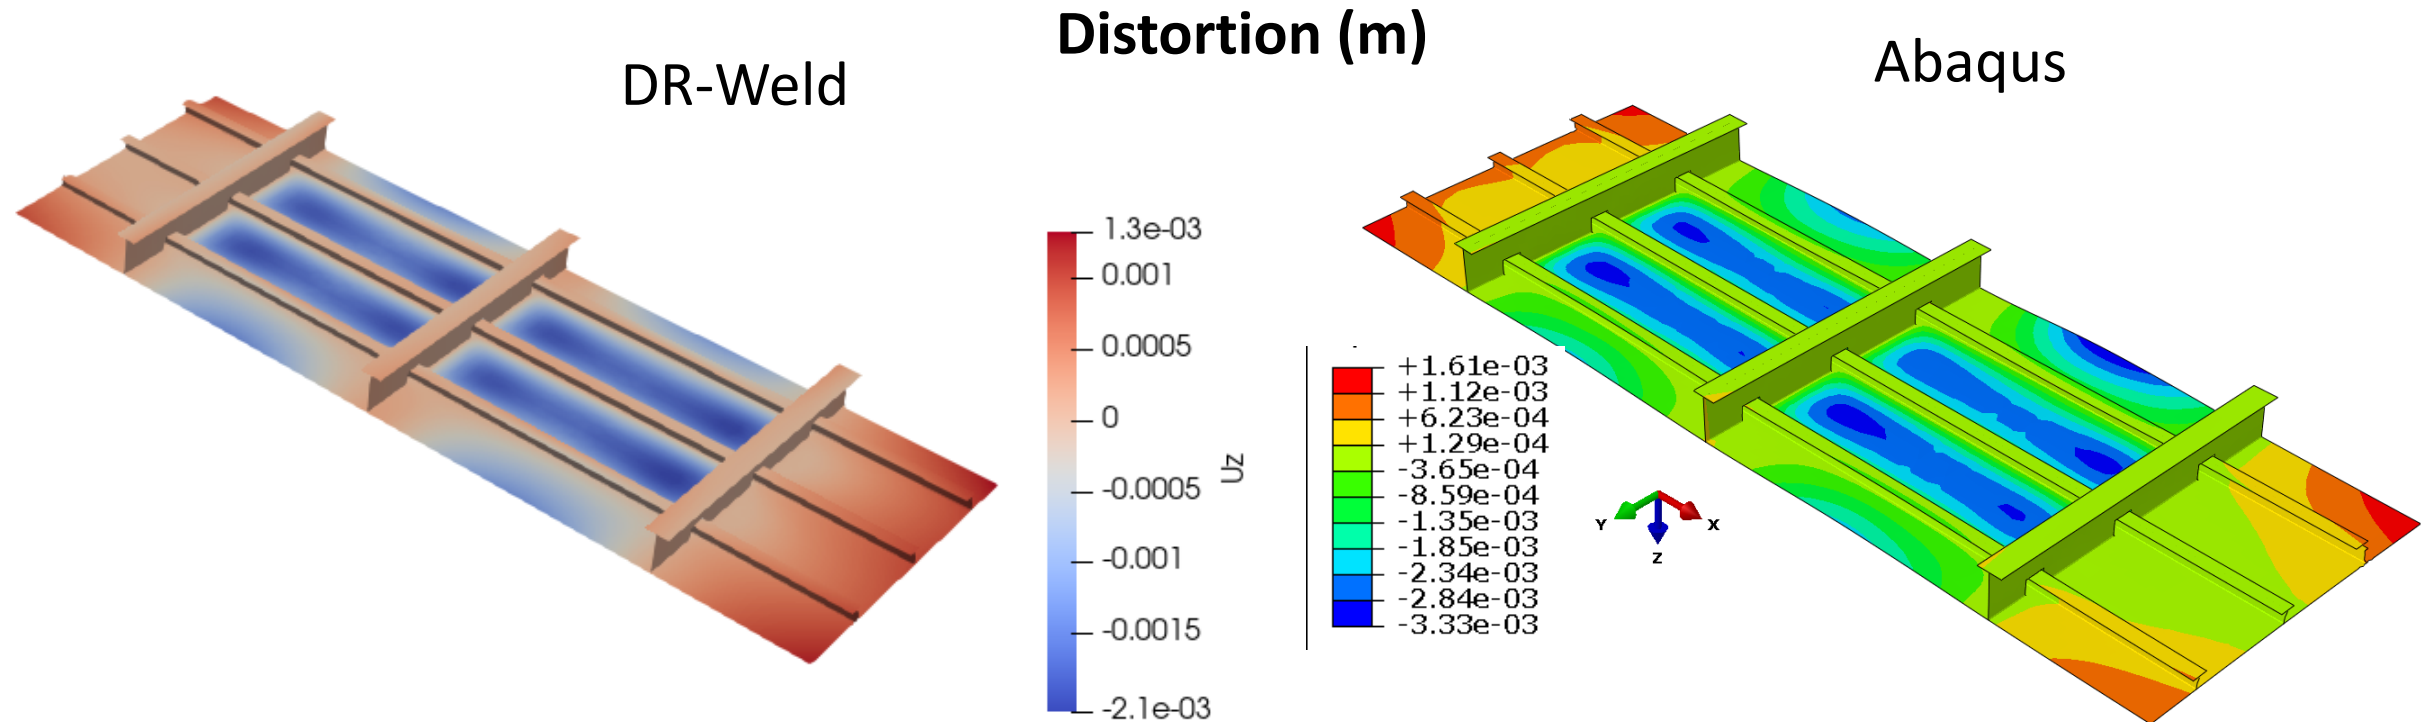 Distortion (m)
DR-Weld
Abaqus
1.3e-03
0.001
0.0005
0
-0.0005
-0.001
-0.0015
-2.1e-03
Uz
+1.61e-03
+1.12e-03
+6.23e-04
+1.29e-04
-3.65e-04
-8.59e-04
-1.35e-03
-1.85e-03
-2.34e-03
-2.84e-03
-3.33e-03
Y
X
Z